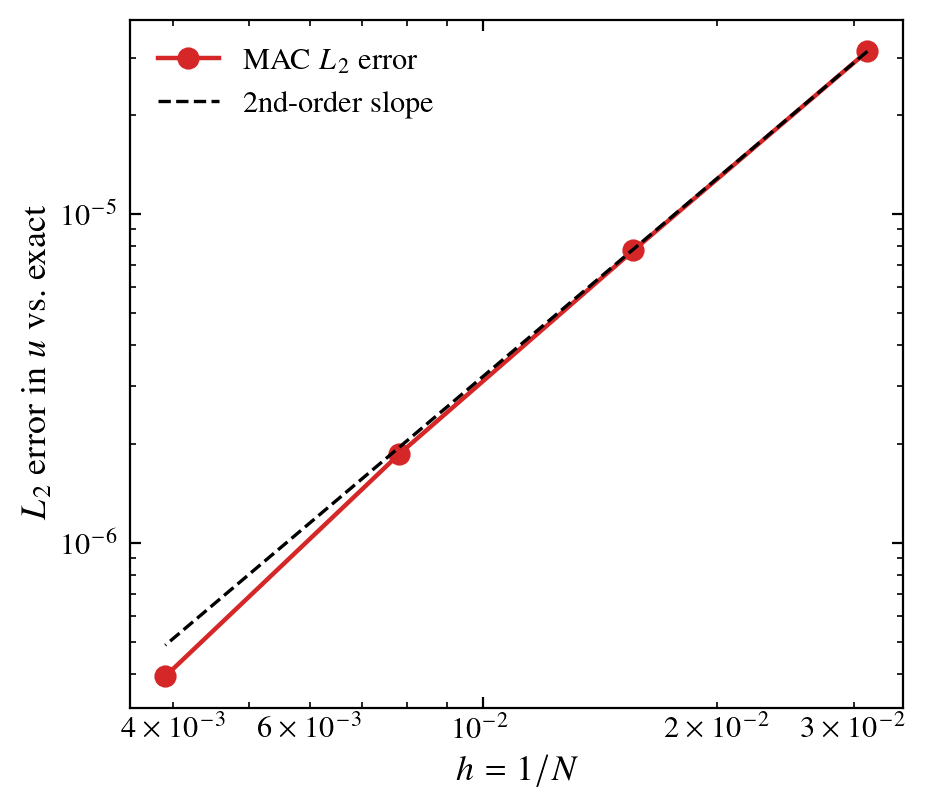 MAC L₂ error
2nd-order slope
L₂ error in u vs. exact
10⁻⁵
10⁻⁶
4 × 10⁻³
6 × 10⁻³
10⁻²
2 × 10⁻²
3 × 10⁻²
h = 1/N